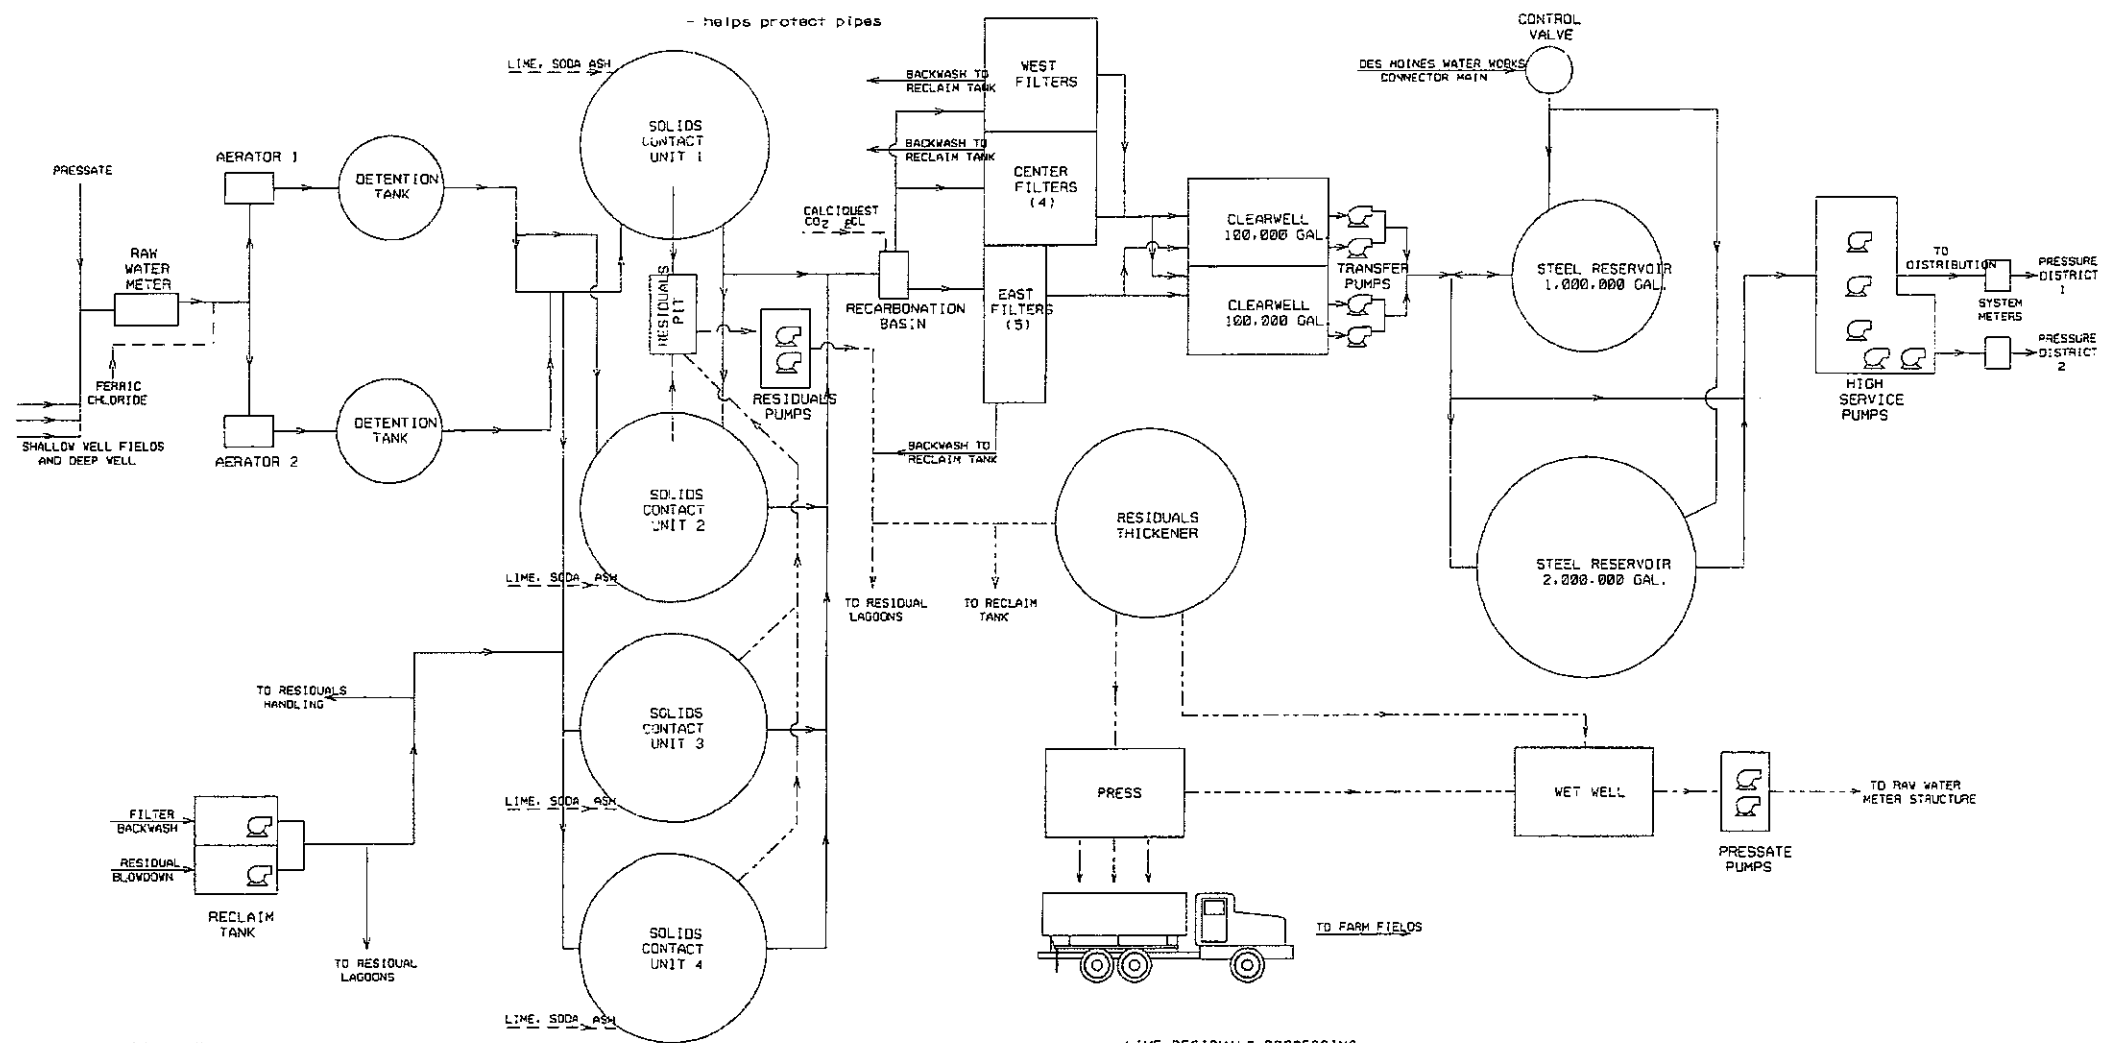 - helps protect pipes
CONTROL
VALVE
LIME, SODA ASH
BACKWASH TO
RECLAIM TANK
WEST
FILTERS
DES MOINES WATER WORKS
CONNECTOR MAIN
SOLIDS
CONTACT
UNIT 1
AERATOR 1
BACKWASH TO
RECLAIM TANK
PRESSATE
DETENTION
TANK
CENTER
FILTERS
(4)
CALCIQUEST
CO2
CLEARWELL
100,000 GAL.
RAW
WATER
METER
TO
DISTRIBUTION
PRESSURE
DISTRICT
1
RESIDUALS
PIT
TRANSFER
PUMPS
STEEL RESERVOIR
1,000,000 GAL.
EAST
FILTERS
(5)
RECARBONATION
BASIN
CLEARWELL
100,000 GAL.
SYSTEM
METERS
PRESSURE
DISTRICT
2
FERRIC
CHLORIDE
RESIDUALS
PUMPS
HIGH
SERVICE
PUMPS
DETENTION
TANK
SHALLOW WELL FIELDS
AND DEEP WELL
AERATOR 2
BACKWASH TO
RECLAIM TANK
SOLIDS
CONTACT
UNIT 2
RESIDUALS
THICKENER
LIME, SODA ASH
STEEL RESERVOIR
2,000,000 GAL.
TO RESIDUAL
LAGOONS
TO RECLAIM
TANK
TO RESIDUALS
HANDLING
SOLIDS
CONTACT
UNIT 3
LIME, SODA ASH
PRESS
WET WELL
TO RAW WATER
METER STRUCTURE
FILTER
BACKWASH
RESIDUAL
BLOWDOWN
PRESSATE
PUMPS
RECLAIM
TANK
SOLIDS
CONTACT
UNIT 4
TO FARM FIELDS
TO RESIDUAL
LAGOONS
LIME, SODA ASH
LIME RESIDUALS PROCESSING